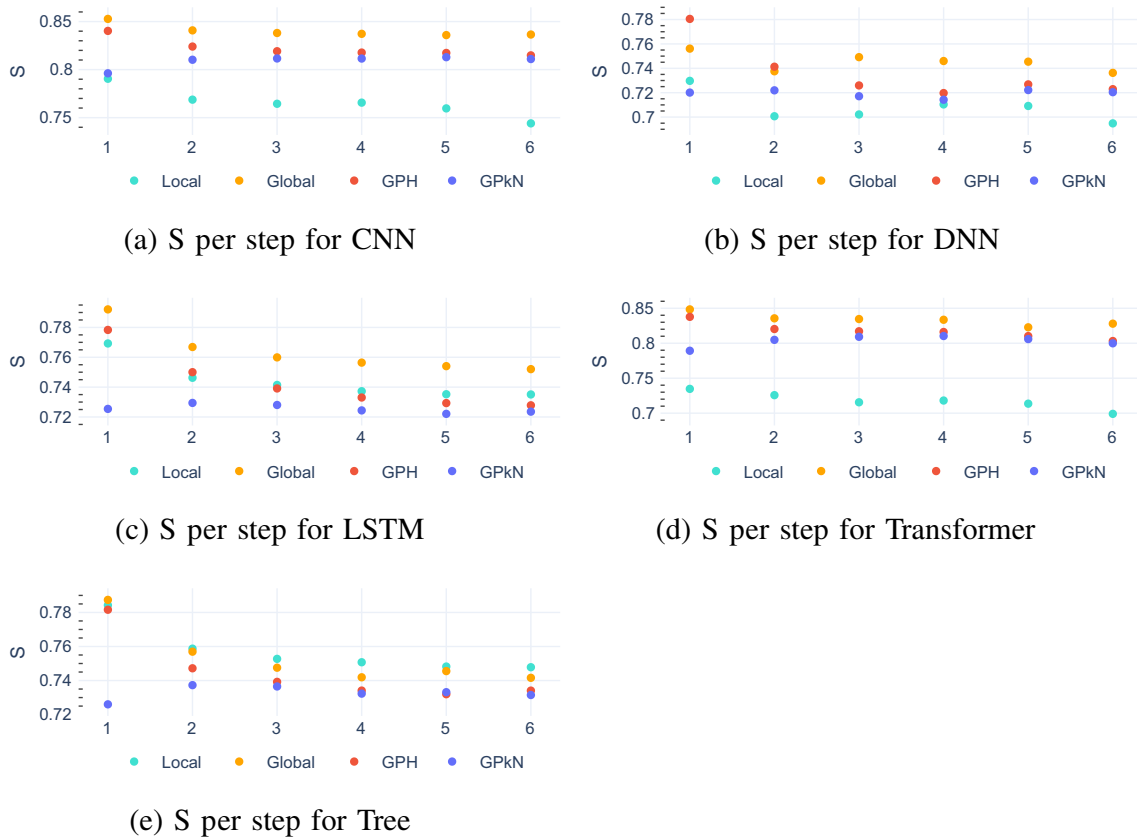 0.85
0.8
0.75
S
1 2 3 4 5 6
Local Global GPH GPkN
(a) S per step for CNN
0.78
0.76
0.74
0.72
0.7
S
1 2 3 4 5 6
Local Global GPH GPkN
(b) S per step for DNN
0.78
0.76
0.74
0.72
S
1 2 3 4 5 6
Local Global GPH GPkN
(c) S per step for LSTM
0.85
0.8
0.75
0.7
S
1 2 3 4 5 6
Local Global GPH GPkN
(d) S per step for Transformer
0.78
0.76
0.74
0.72
S
1 2 3 4 5 6
Local Global GPH GPkN
(e) S per step for Tree